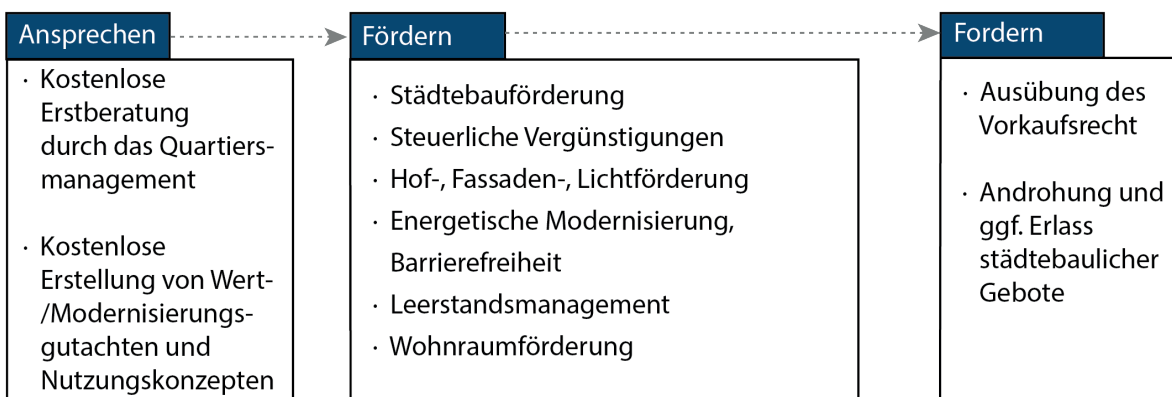 Ansprechen
· Kostenlose
Erstberatung
durch das Quartiers-
management
· Kostenlose
Erstellung von Wert-
/Modernisierungs-
gutachten und
Nutzungskonzepten
Fördern
· Städtebauförderung
· Steuerliche Vergünstigungen
· Hof-, Fassaden-, Lichtförderung
· Energetische Modernisierung,
Barrierefreiheit
· Leerstandsmanagement
· Wohnraumförderung
Fordern
· Ausübung des
Vorkaufsrecht
· Androhung und
ggf. Erlass
städtebaulicher
Gebote